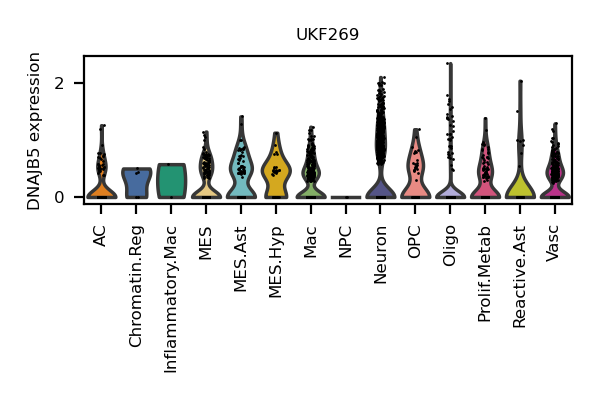 UKF269
DNAJB5 expression
2
0
AC
Chromatin.Reg
Inflammatory.Mac
MES
MES.Ast
MES.Hyp
Mac
NPC
Neuron
OPC
Oligo
Prolif.Metab
Reactive.Ast
Vasc